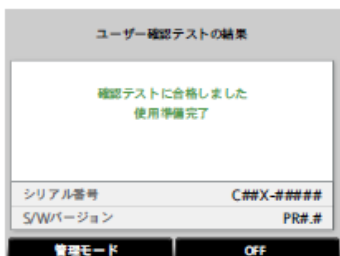 ユーザー確認テストの結果
確認テストに合格しました
使用準備完了
シリアル番号 C##X-#####
S/Wバージョン PR#.#
管理モード OFF